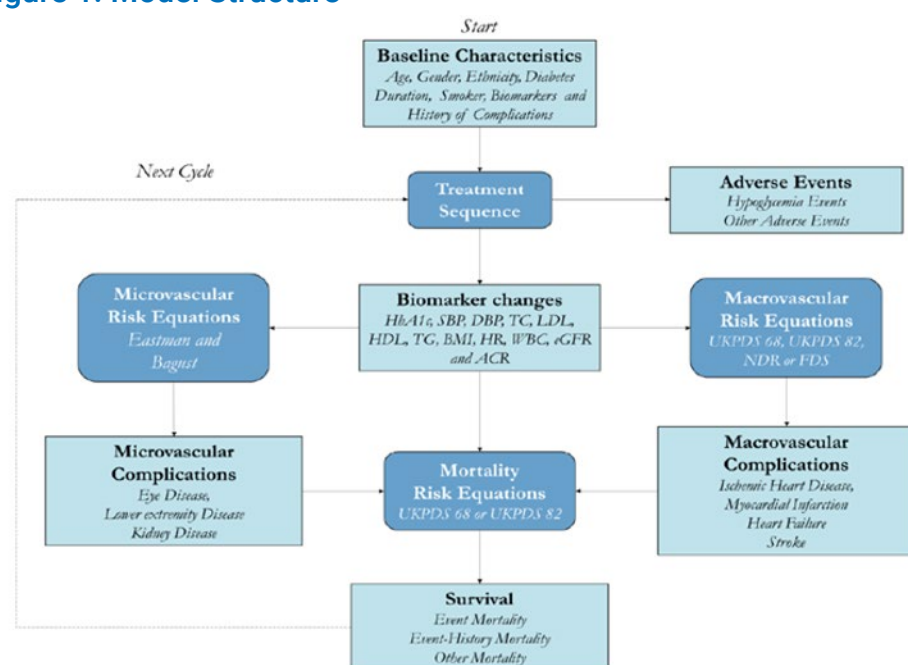 Figure 1: Model Structure
Start
Baseline Characteristics
Age, Gender, Ethnicity, Diabetes
Duration, Smoker, Biomarkers and
History of Complications
Next Cycle
Treatment
Sequence
Adverse Events
Hypoglycemia Events
Other Adverse Events
Microvascular
Risk Equations
Eastman and
Bagust
Biomarker changes
HbA1c, SBP, DBP, TC, LDL,
HDL, TG, BMI, HR, WBC, eGFR
and ACR
Macrovascular
Risk Equations
UKPDS 68, UKPDS 82,
NDR or FDS
Microvascular
Complications
Eye Disease,
Lower extremity Disease
Kidney Disease
Mortality
Risk Equations
UKPDS 68 or UKPDS 82
Macrovascular
Complications
Ischemic Heart Disease,
Myocardial Infarction
Heart Failure
Stroke
Survival
Event Mortality
Event-History Mortality
Other Mortality